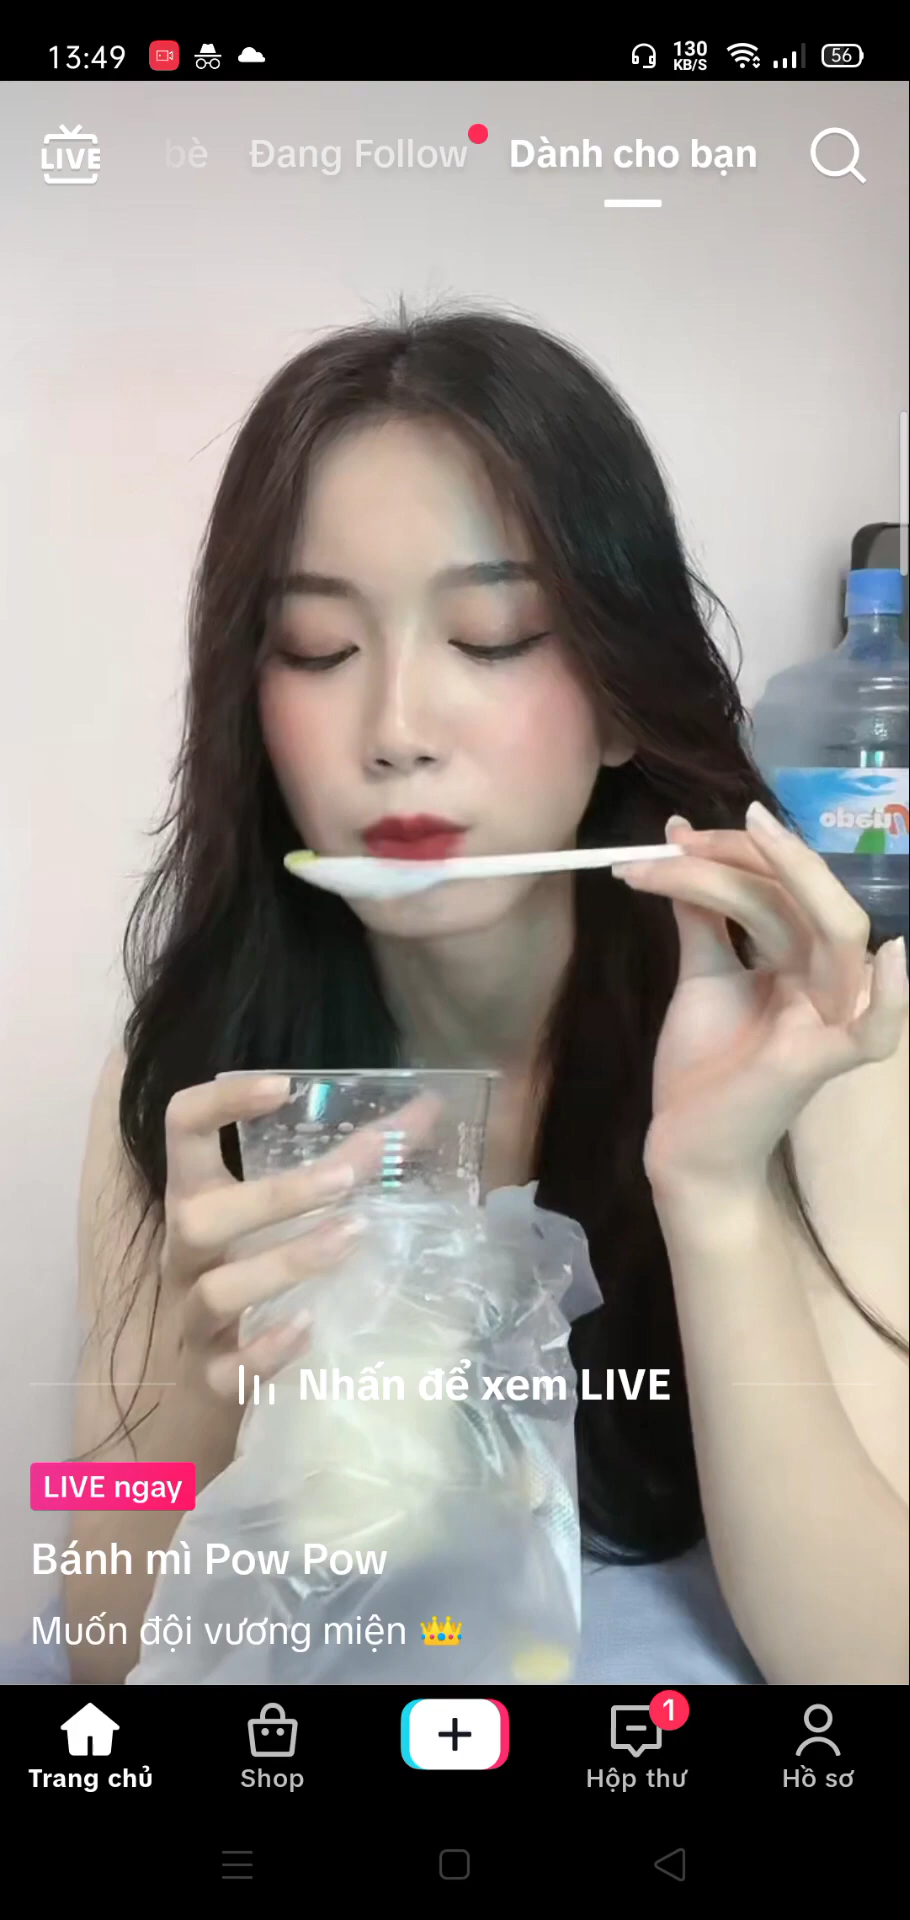 13:49
130
KB/S
56
LIVE
bè
Đang Follow
Dành cho bạn
Nhấn để xem LIVE
LIVE ngay
Bánh mì Pow Pow
Muốn đội vương miện 👑
1
Trang chủ
Shop
Hộp thư
Hồ sơ